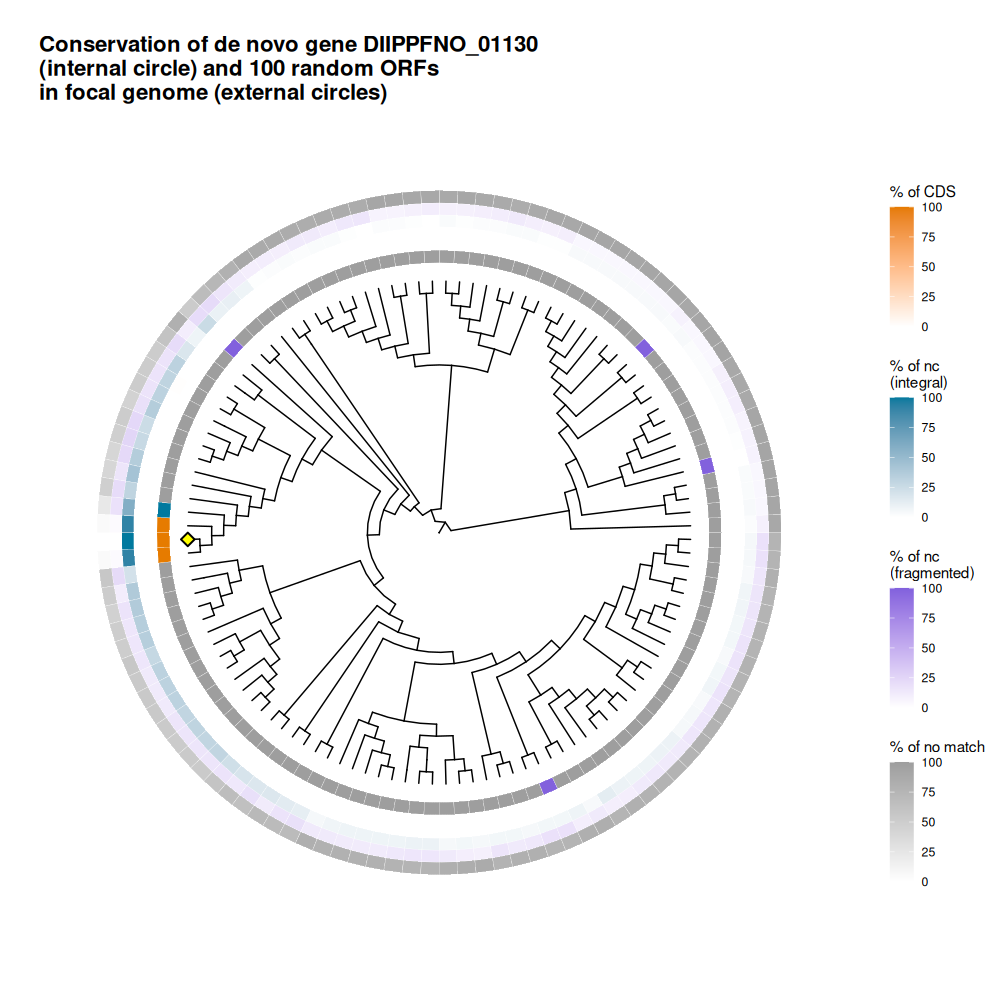 Conservation of de novo gene DIIPPFNO_01130
(internal circle) and 100 random ORFs
in focal genome (external circles)
% of CDS
100
75
50
25
0
% of nc
(integral)
100
75
50
25
0
% of nc
(fragmented)
100
75
50
25
0
% of no match
100
75
50
25
0